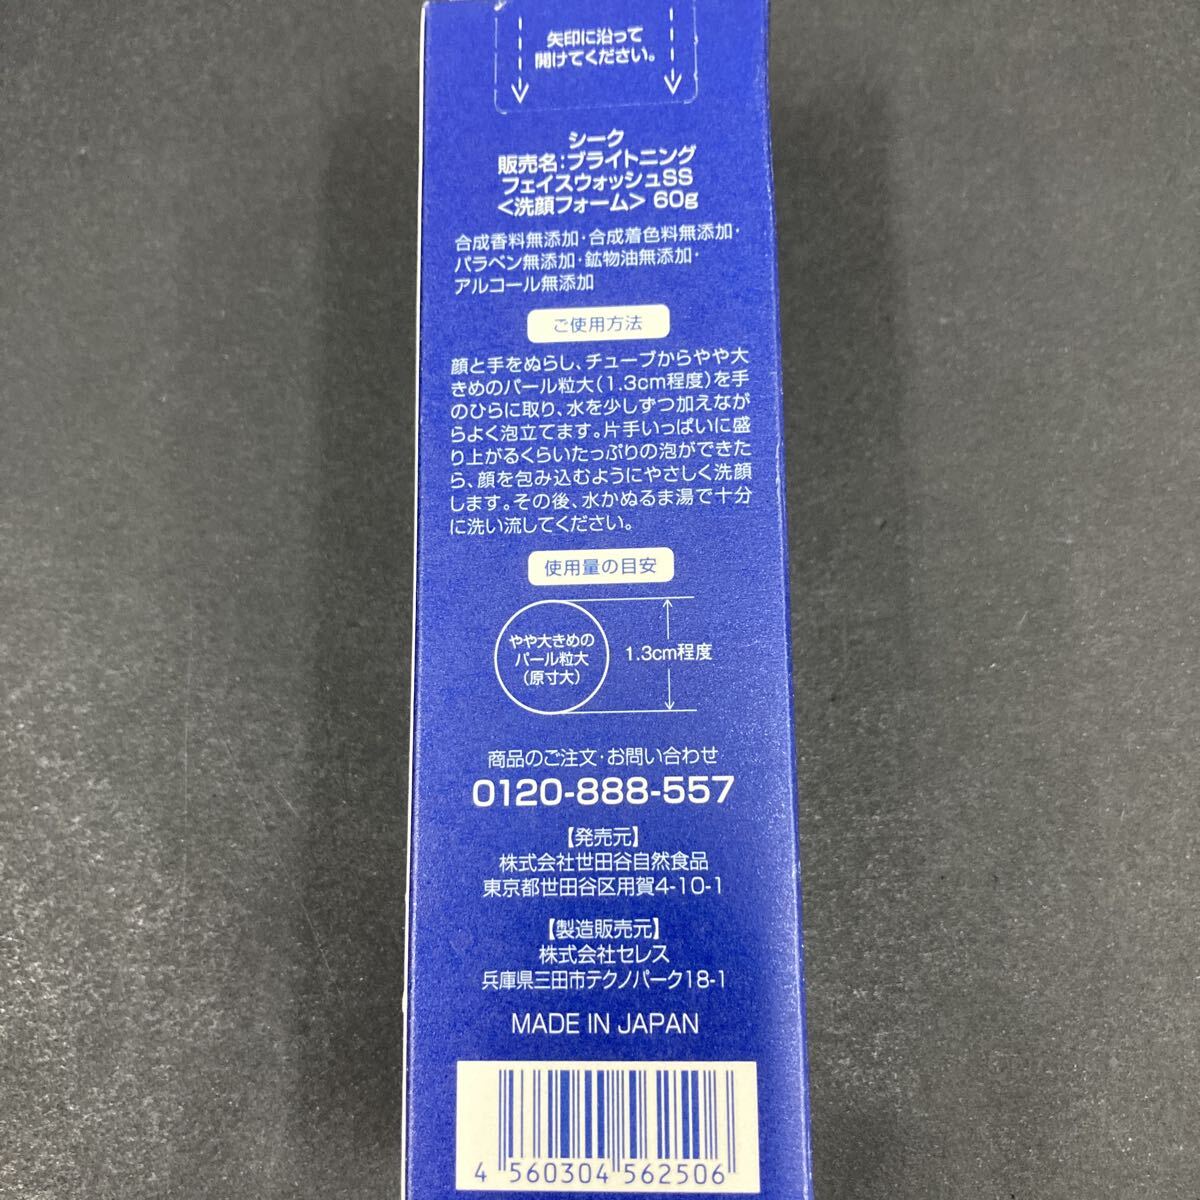 矢印に沿って
開けてください。
シーク
販売名:ブライトニング
フェイスウォッシュSS
<洗顔フォーム> 60g
合成香料無添加・合成着色料無添加・
パラベン無添加・鉱物油無添加・
アルコール無添加
ご使用方法
顔と手をぬらし、チューブからやや大
きめのパール粒大(1.3cm程度)を手
のひらに取り、水を少しずつ加えなが
らよく泡立てます。片手いっぱいに盛
り上がるくらいたっぷりの泡ができた
ら、顔を包み込むようにやさしく洗顔
します。その後、水かぬるま湯で十分
に洗い流してください。
使用量の目安
やや大きめの
パール粒大
(原寸大)
1.3cm程度
商品のご注文・お問い合わせ
0120-888-557
【発売元】
株式会社世田谷自然食品
東京都世田谷区用賀4-10-1
【製造販売元】
株式会社セレス
兵庫県三田市テクノパーク18-1
MADE IN JAPAN
4 560304 562506